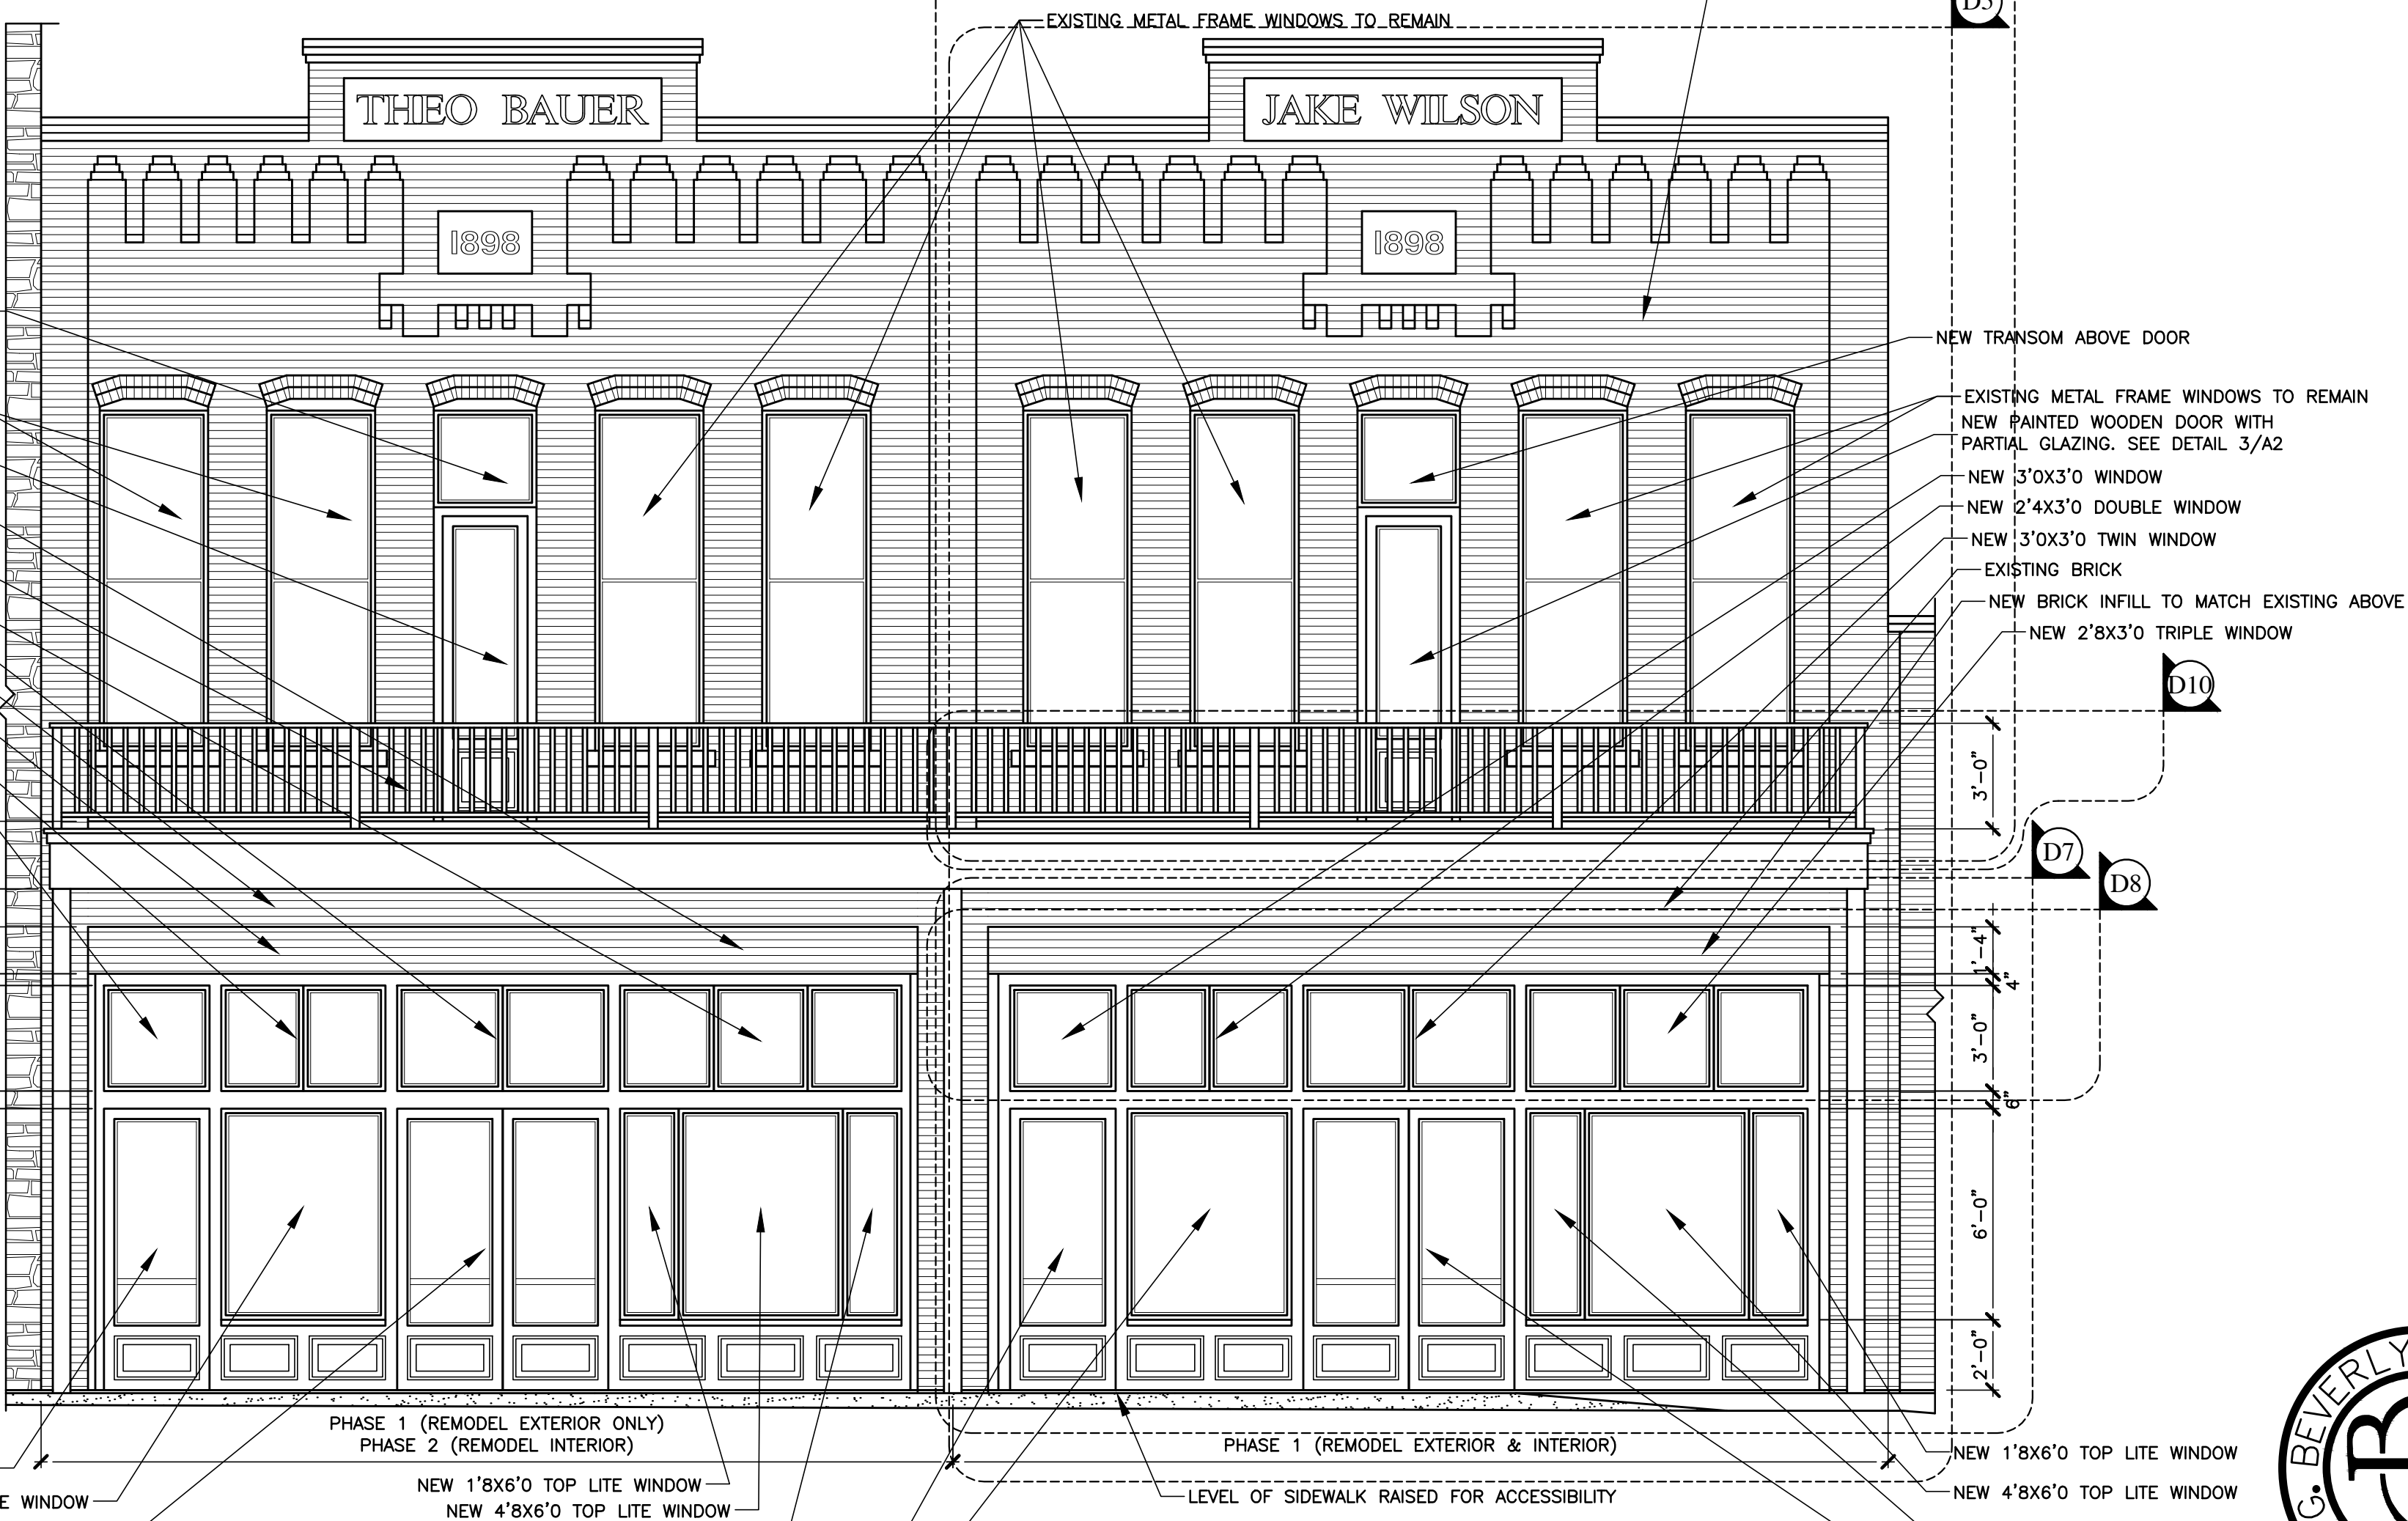 D5
EXISTING METAL FRAME WINDOWS TO REMAIN
THEO BAUER
JAKE WILSON
1898
1898
NEW TRANSOM ABOVE DOOR
EXISTING METAL FRAME WINDOWS TO REMAIN
NEW PAINTED WOODEN DOOR WITH
PARTIAL GLAZING. SEE DETAIL 3/A2
NEW 3'0X3'0 WINDOW
NEW 2'4X3'0 DOUBLE WINDOW
NEW 3'0X3'0 TWIN WINDOW
EXISTING BRICK
NEW BRICK INFILL TO MATCH EXISTING ABOVE
NEW 2'8X3'0 TRIPLE WINDOW
D10
3'-0"
D7
D8
1'-4"
4"
3'-0"
6"
6'-0"
2'-0"
PHASE 1 (REMODEL EXTERIOR ONLY)
PHASE 2 (REMODEL INTERIOR)
PHASE 1 (REMODEL EXTERIOR & INTERIOR)
NEW 1'8X6'0 TOP LITE WINDOW
NEW 4'8X6'0 TOP LITE WINDOW
E WINDOW
LEVEL OF SIDEWALK RAISED FOR ACCESSIBILITY
NEW 1'8X6'0 TOP LITE WINDOW
NEW 4'8X6'0 TOP LITE WINDOW
G. BEVERLY
B